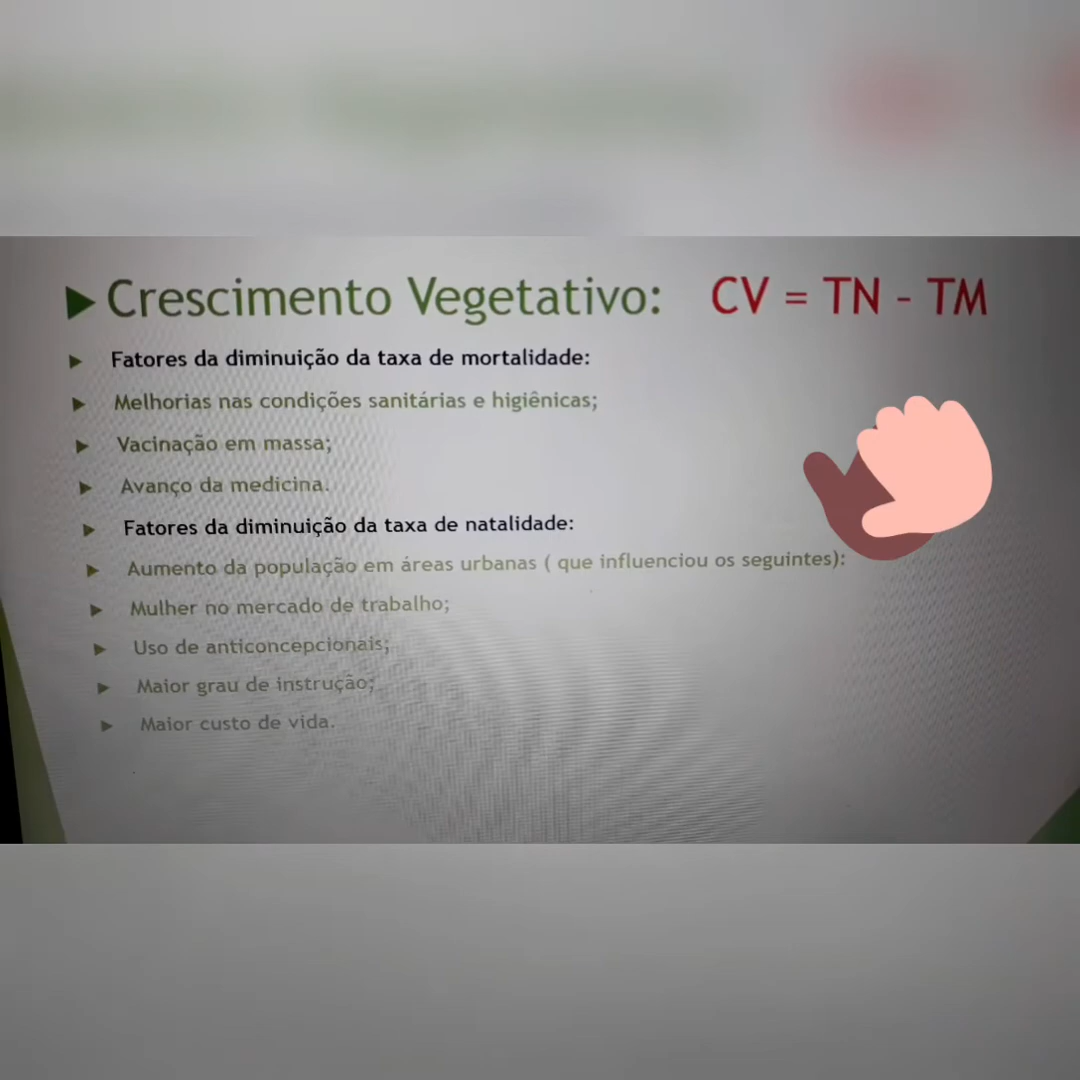 Crescimento Vegetativo: CV = TN - TM
Fatores da diminuição da taxa de mortalidade:
Melhorias nas condições sanitárias e higiênicas;
Vacinação em massa;
Avanço da medicina.
Fatores da diminuição da taxa de natalidade:
Aumento da população em áreas urbanas ( que influenciou os seguintes):
Mulher no mercado de trabalho;
Uso de anticoncepcionais;
Maior grau de instrução;
Maior custo de vida.